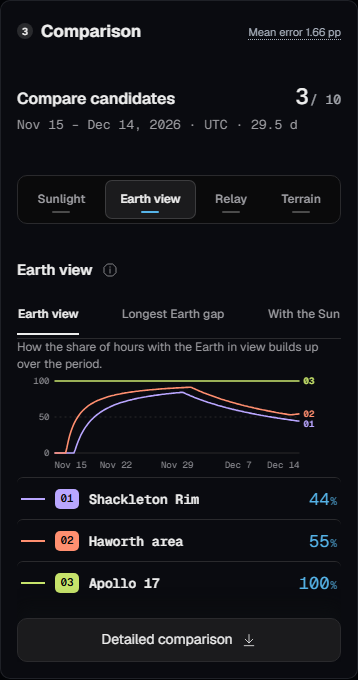 3 Comparison Mean error 1.66 pp
Compare candidates 3 / 10
Nov 15 – Dec 14, 2026 · UTC · 29.5 d
Sunlight Earth view Relay Terrain
Earth view
Earth view Longest Earth gap With the Sun
How the share of hours with the Earth in view builds up
over the period.
100 03
50 02
01
0
Nov 15 Nov 22 Nov 29 Dec 7 Dec 14
01 Shackleton Rim 44%
02 Haworth area 55%
03 Apollo 17 100%
Detailed comparison